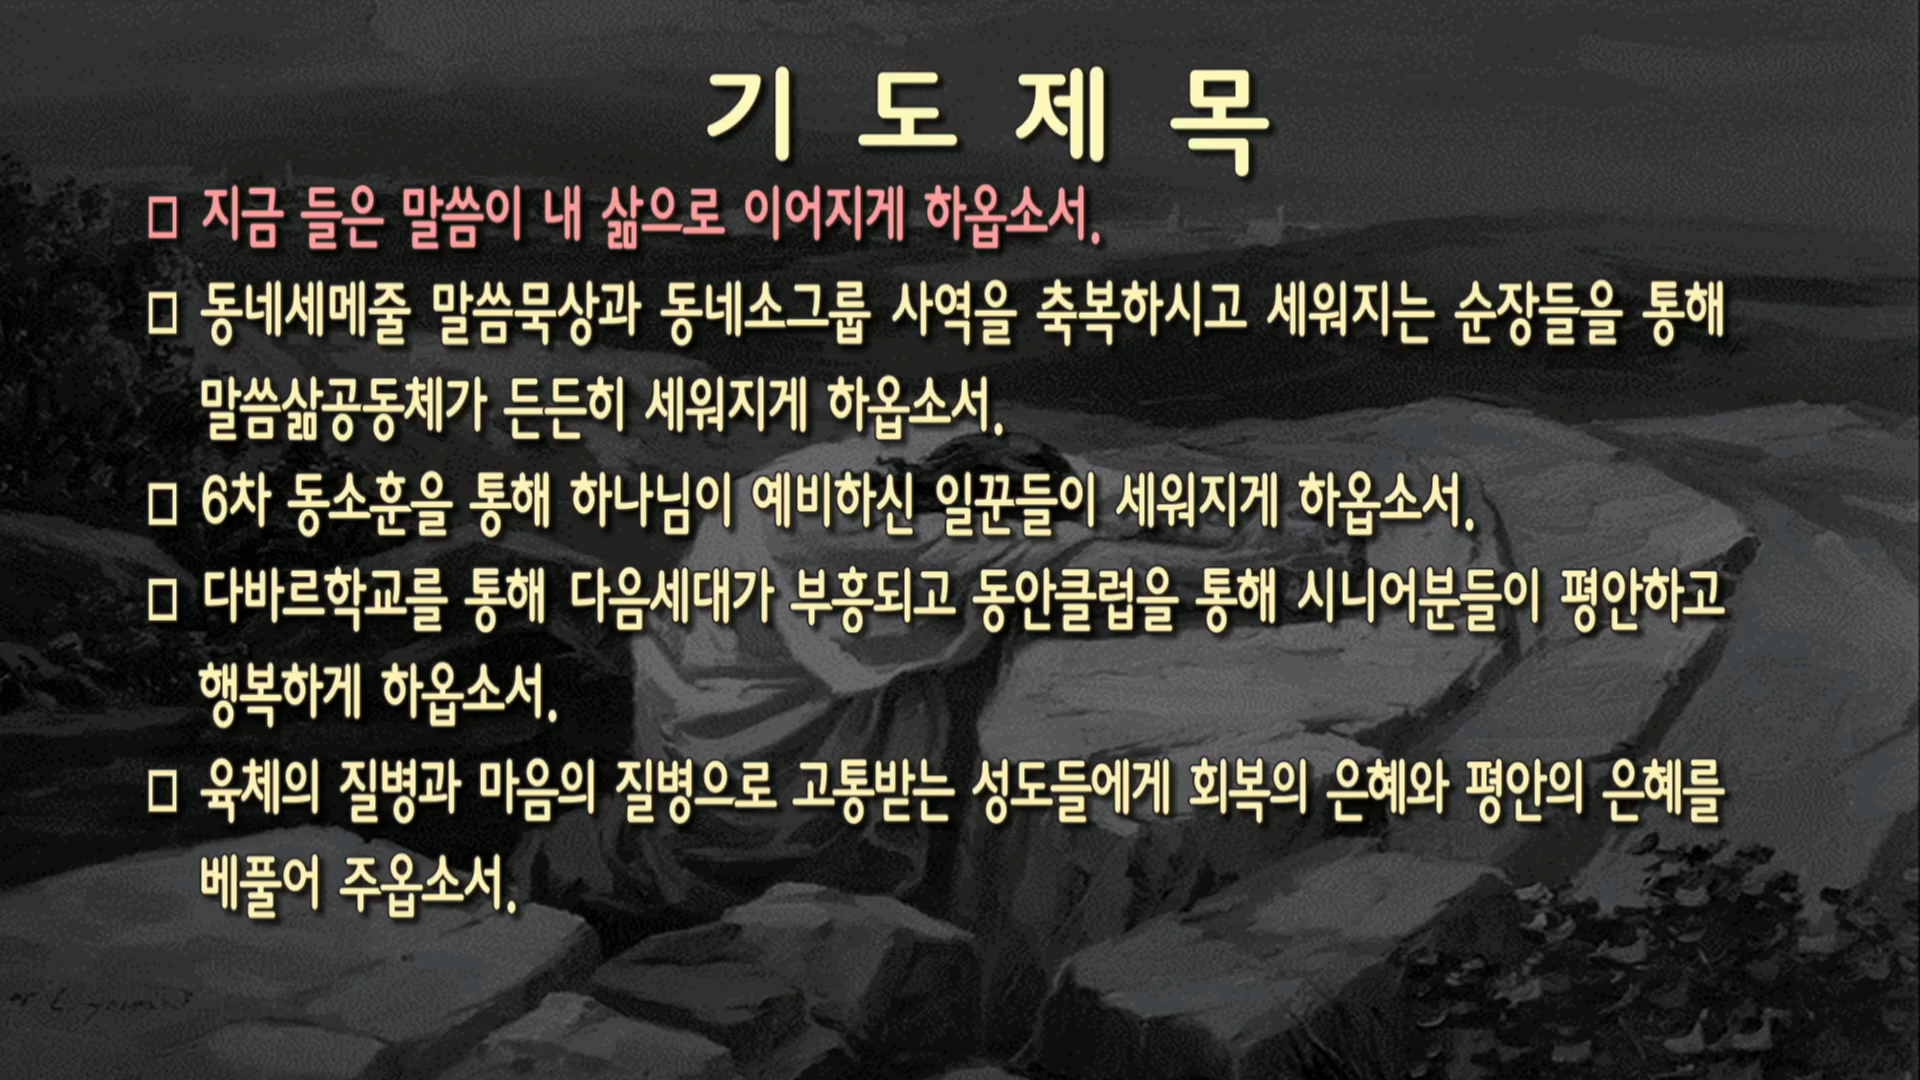 기 도 제 목
□ 지금 들은 말씀이 내 삶으로 이어지게 하옵소서.
□ 동네세메줄 말씀묵상과 동네소그룹 사역을 축복하시고 세워지는 순장들을 통해
말씀삶공동체가 든든히 세워지게 하옵소서.
□ 6차 동소훈을 통해 하나님이 예비하신 일꾼들이 세워지게 하옵소서.
□ 다바르학교를 통해 다음세대가 부흥되고 동안클럽을 통해 시니어분들이 평안하고
행복하게 하옵소서.
□ 육체의 질병과 마음의 질병으로 고통받는 성도들에게 회복의 은혜와 평안의 은혜를
베풀어 주옵소서.